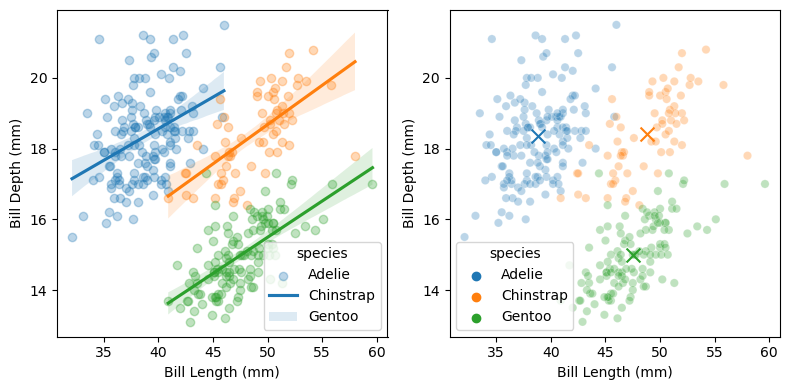 20
18
16
14
Bill Depth (mm)
species
Adelie
Chinstrap
Gentoo
35 40 45 50 55 60
Bill Length (mm)
20
18
16
14
Bill Depth (mm)
species
Adelie
Chinstrap
Gentoo
35 40 45 50 55 60
Bill Length (mm)